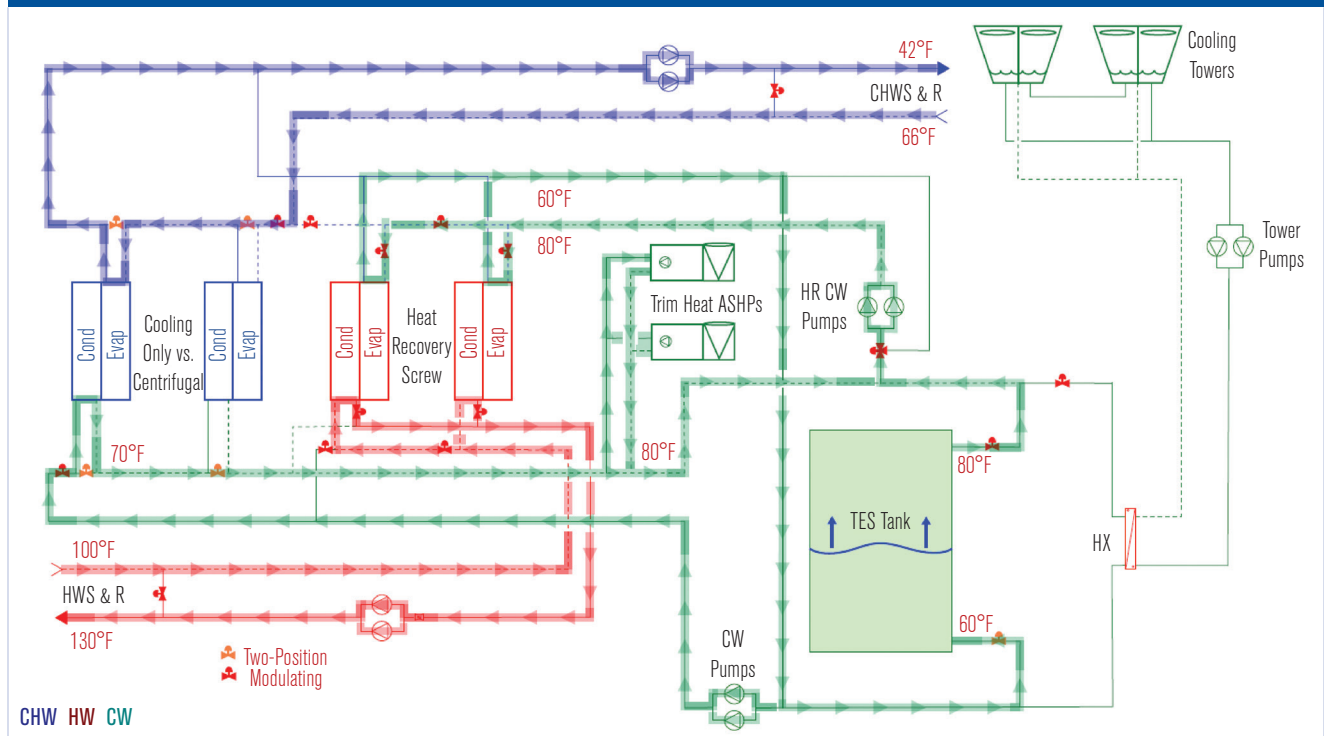 42°F
CHWS & R
66°F
Cooling
Towers
Tower
Pumps
60°F
80°F
Cond
Evap
Cooling
Only vs.
Centrifugal
Cond
Evap
Cond
Evap
Heat
Recovery
Screw
Cond
Evap
Trim Heat ASHPs
HR CW
Pumps
70°F
80°F
80°F
TES Tank
HX
60°F
100°F
HWS & R
130°F
CW
Pumps
Two-Position
Modulating
CHW HW CW